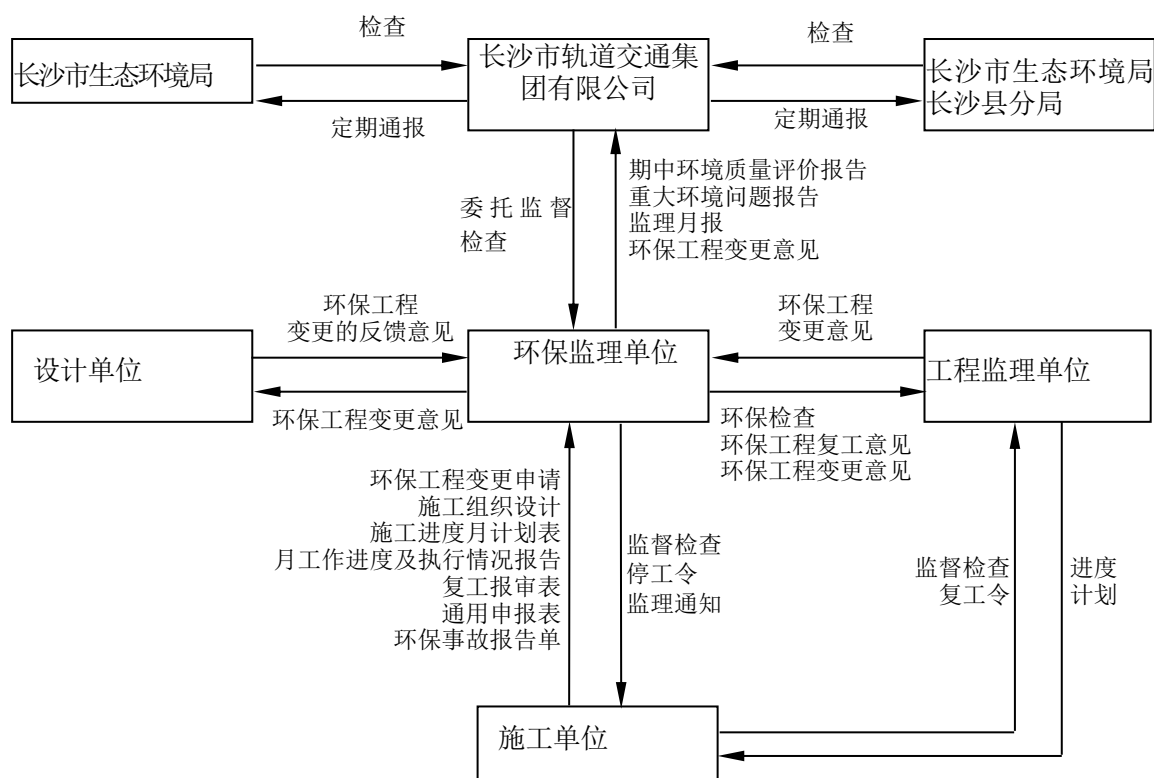 检查
检查
长沙市生态环境局
长沙市轨道交通集
团有限公司
长沙市生态环境局
长沙县分局
定期通报
定期通报
委托监督
检查
期中环境质量评价报告
重大环境问题报告
监理月报
环保工程变更意见
环保工程
变更的反馈意见
环保工程
变更意见
设计单位
环保监理单位
工程监理单位
环保工程变更意见
环保检查
环保工程复工意见
环保工程变更意见
环保工程变更申请
施工组织设计
施工进度月计划表
月工作进度及执行情况报告
复工报审表
通用申报表
环保事故报告单
监督检查
停工令
监理通知
监督检查
复工令
进度
计划
施工单位